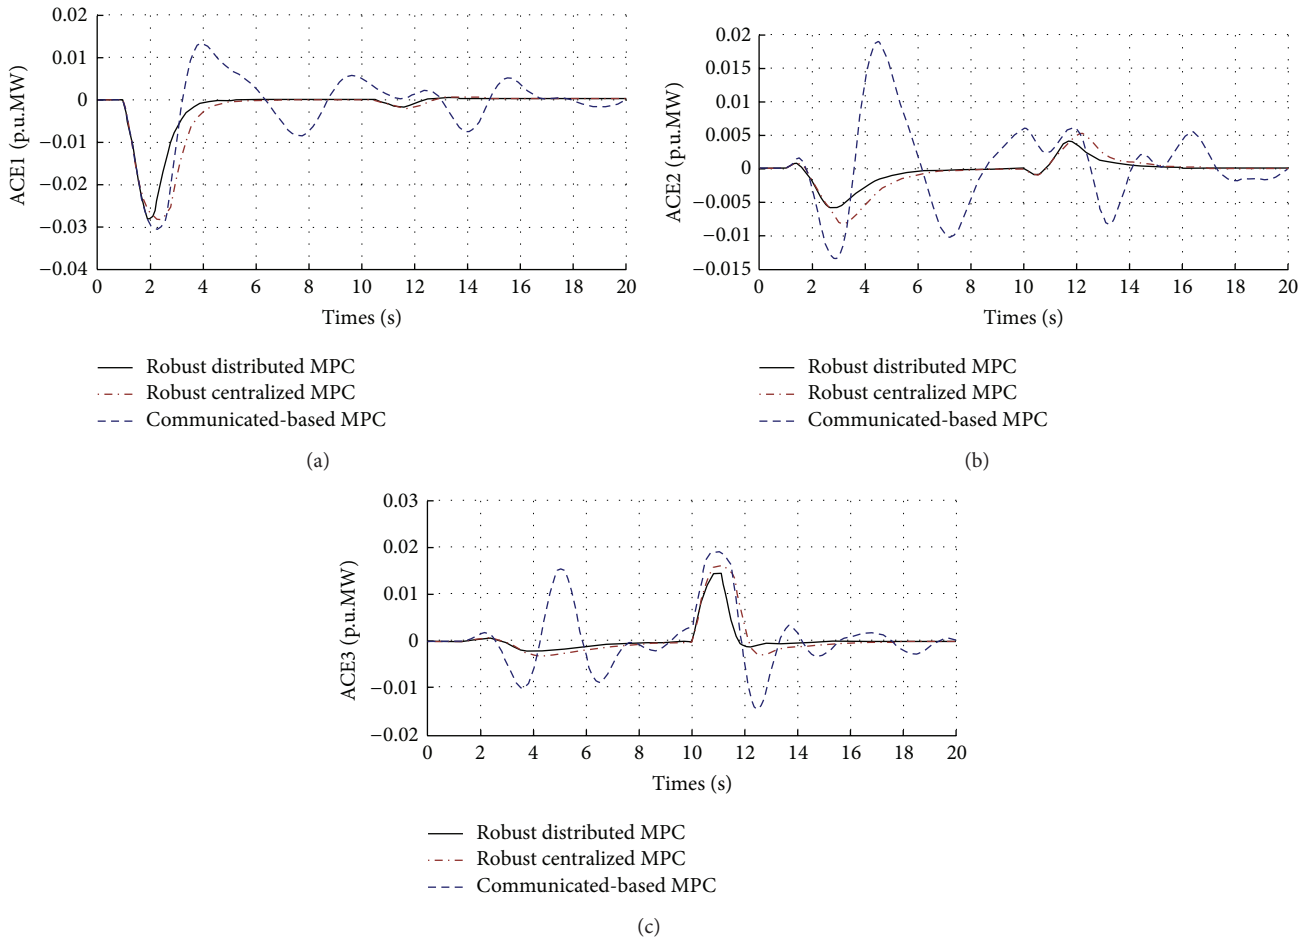 0.02
0.01
0
−0.01
−0.02
−0.03
−0.04
ACE1 (p.u.MW)
0 2 4 6 8 10 12 14 16 18 20
Times (s)
Robust distributed MPC
Robust centralized MPC
Communicated-based MPC
(a)
0.02
0.015
0.01
0.005
0
−0.005
−0.01
−0.015
ACE2 (p.u.MW)
0 2 4 6 8 10 12 14 16 18 20
Times (s)
Robust distributed MPC
Robust centralized MPC
Communicated-based MPC
(b)
0.03
0.02
0.01
0
−0.01
−0.02
ACE3 (p.u.MW)
0 2 4 6 8 10 12 14 16 18 20
Times (s)
Robust distributed MPC
Robust centralized MPC
Communicated-based MPC
(c)